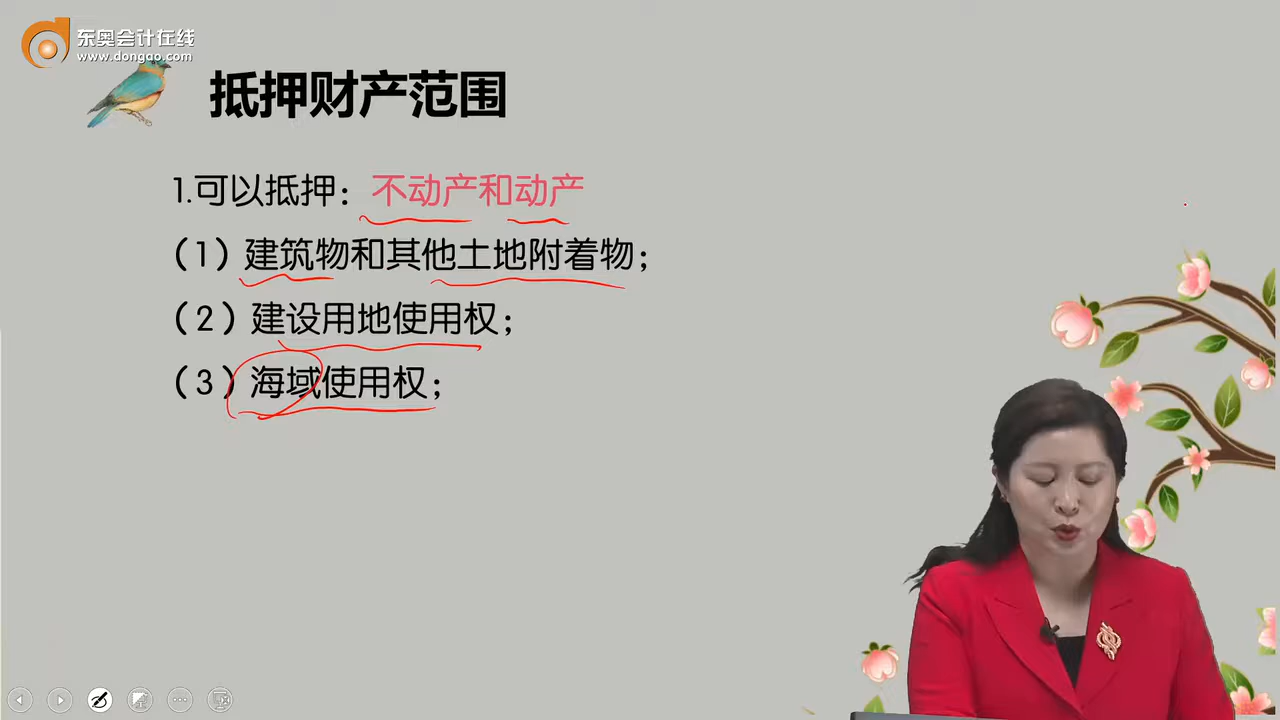 东奥会计在线
www.dongao.com
抵押财产范围
1.可以抵押：不动产和动产
（1）建筑物和其他土地附着物；
（2）建设用地使用权；
（3）海域使用权；